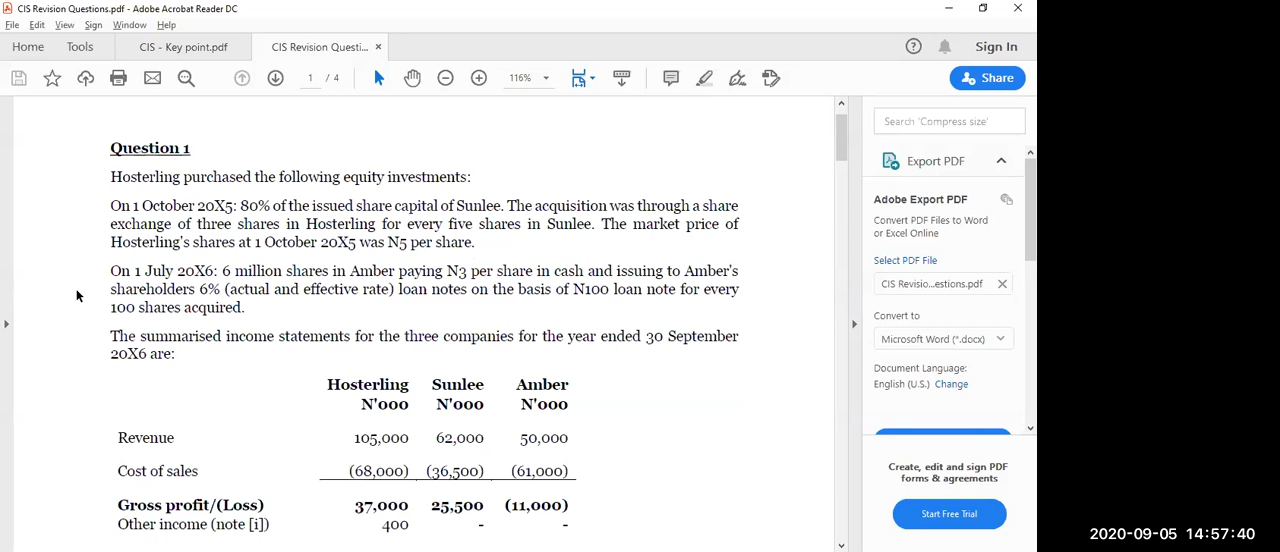 CIS Revision Questions.pdf - Adobe Acrobat Reader DC
File Edit View Sign Window Help
Home Tools CIS - Key point.pdf CIS Revision Questi... × Sign In
1 / 4 116% Share
Question 1
Hosterling purchased the following equity investments:
On 1 October 20X5: 80% of the issued share capital of Sunlee. The acquisition was through a share
exchange of three shares in Hosterling for every five shares in Sunlee. The market price of
Hosterling's shares at 1 October 20X5 was N5 per share.
On 1 July 20X6: 6 million shares in Amber paying N3 per share in cash and issuing to Amber's
shareholders 6% (actual and effective rate) loan notes on the basis of N100 loan note for every
100 shares acquired.
The summarised income statements for the three companies for the year ended 30 September
20X6 are:
Hosterling Sunlee Amber
N'000 N'000 N'000
Revenue 105,000 62,000 50,000
Cost of sales (68,000) (36,500) (61,000)
Gross profit/(Loss) 37,000 25,500 (11,000)
Other income (note [i]) 400 - -
Search 'Compress size'
Export PDF
Adobe Export PDF
Convert PDF Files to Word
or Excel Online
Select PDF File
CIS Revisio...estions.pdf
Convert to
Microsoft Word (*.docx)
Document Language:
English (U.S.) Change
Create, edit and sign PDF
forms & agreements
Start Free Trial
2020-09-05 14:57:40